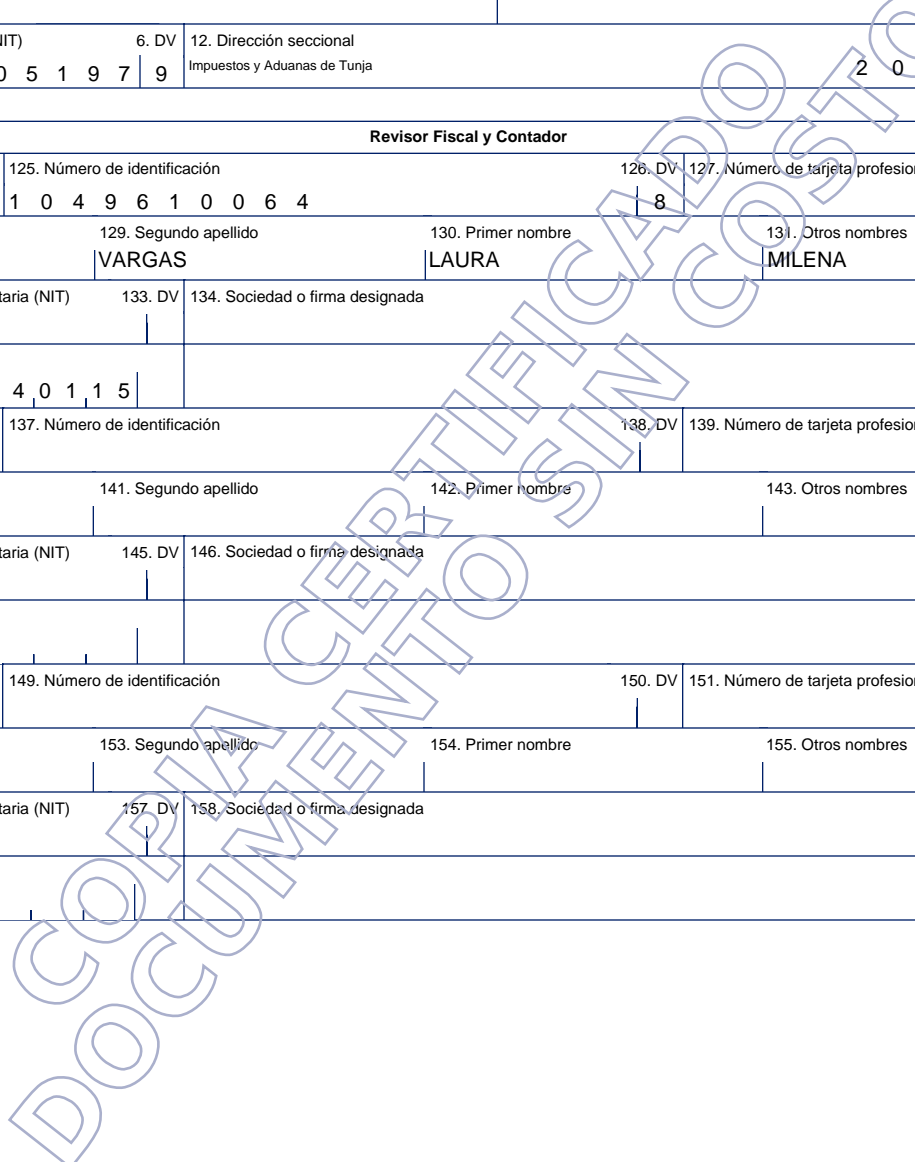 NIT) 6. DV 12. Dirección seccional
0 5 1 9 7 9 Impuestos y Aduanas de Tunja 2 0
Revisor Fiscal y Contador
125. Número de identificación 126. DV 127. Número de tarjeta profesion
1 0 4 9 6 1 0 0 6 4 8
129. Segundo apellido 130. Primer nombre 131. Otros nombres
VARGAS LAURA MILENA
taria (NIT) 133. DV 134. Sociedad o firma designada
4 0 1 1 5
137. Número de identificación 138. DV 139. Número de tarjeta profesion
141. Segundo apellido 142. Primer nombre 143. Otros nombres
taria (NIT) 145. DV 146. Sociedad o firma designada
149. Número de identificación 150. DV 151. Número de tarjeta profesion
153. Segundo apellido 154. Primer nombre 155. Otros nombres
taria (NIT) 157. DV 158. Sociedad o firma designada
COPIA CERTIFICADO
DOCUMENTO SIN COSTO